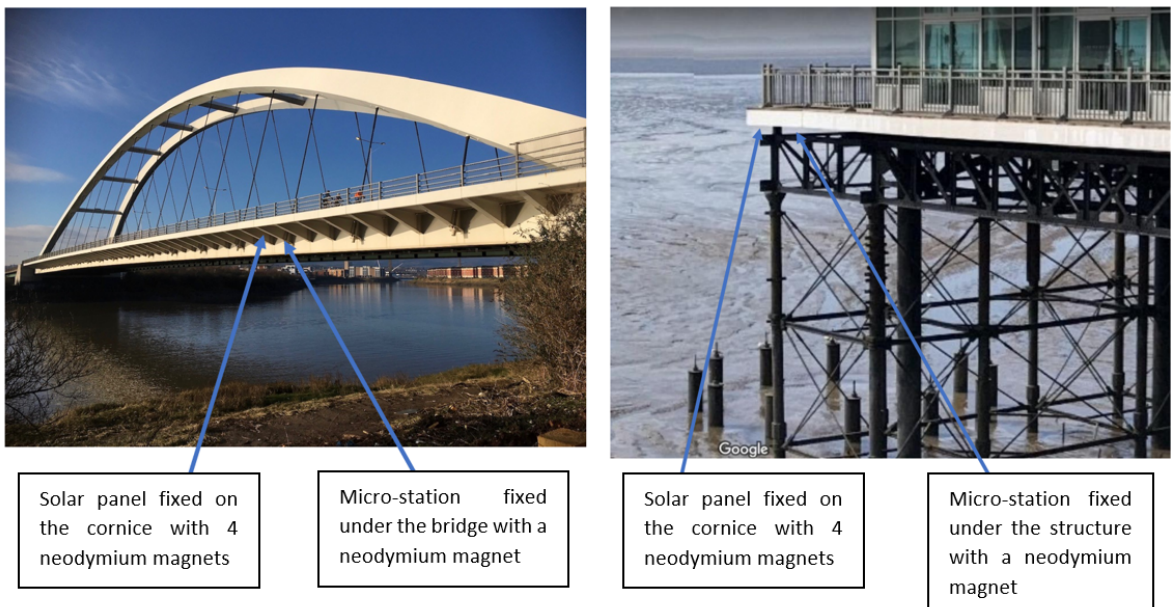 Google
Solar panel fixed on
the cornice with 4
neodymium magnets
Micro-station fixed
under the bridge with a
neodymium magnet
Solar panel fixed on
the cornice with 4
neodymium magnets
Micro-station fixed
under the structure
with a neodymium
magnet